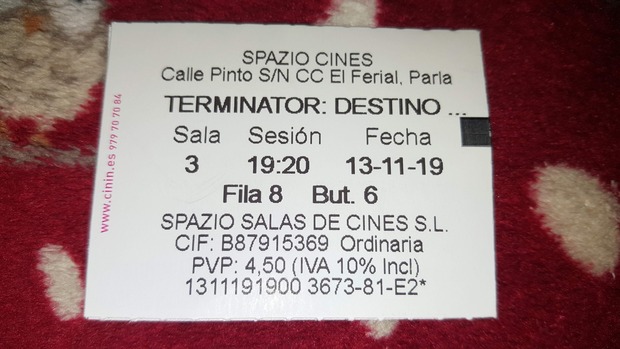 SPAZIO CINES
Calle Pinto S/N CC El Ferial, Parla
TERMINATOR: DESTINO ...
Sala Sesión Fecha
3 19:20 13-11-19
Fila 8 But. 6
SPAZIO SALAS DE CINES S.L.
CIF: B87915369 Ordinaria
PVP: 4,50 (IVA 10% Incl)
1311191900 3673-81-E2*
www.cinin.es 979 70 70 84